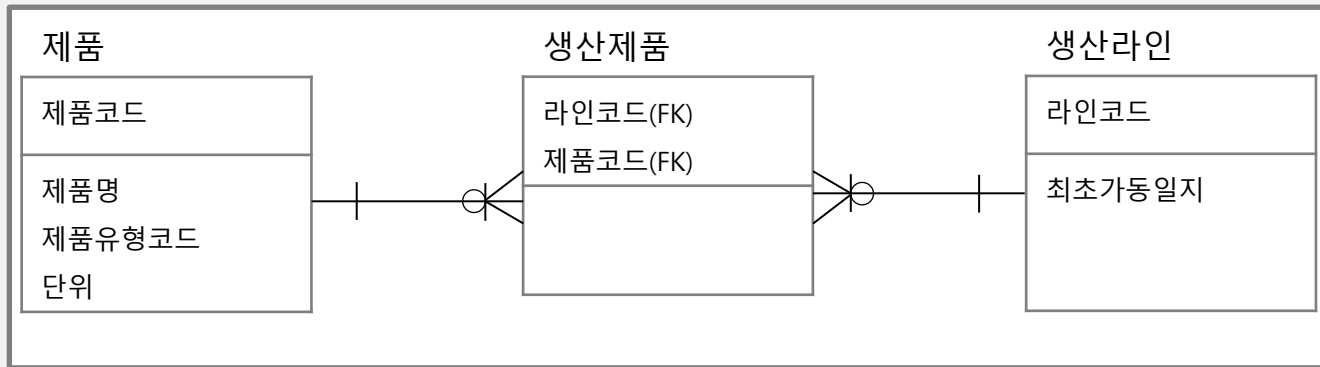 제품
제품코드
제품명
제품유형코드
단위
생산제품
라인코드(FK)
제품코드(FK)
생산라인
라인코드
최초가동일지